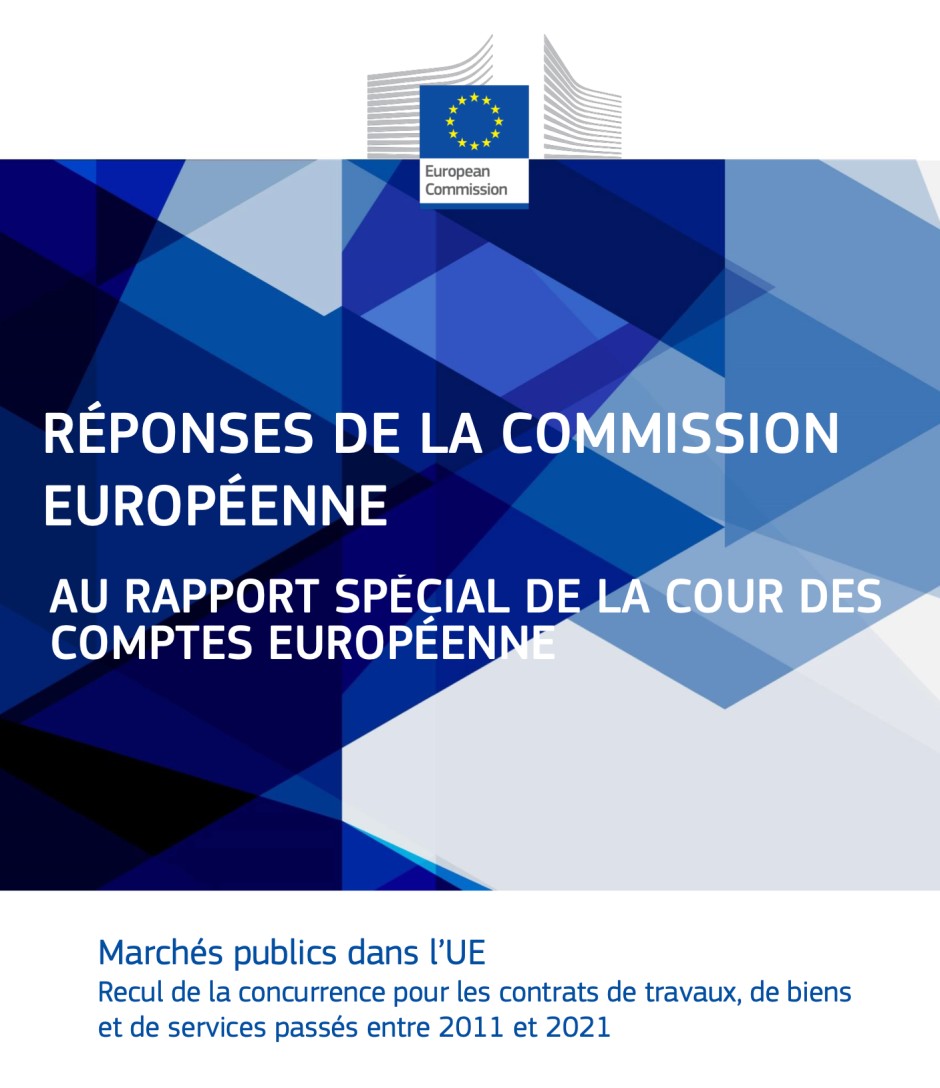 European
Commission
RÉPONSES DE LA COMMISSION
EUROPÉENNE
AU RAPPORT SPÉCIAL DE LA COUR DES
COMPTES EUROPÉENNE
Marchés publics dans l’UE
Recul de la concurrence pour les contrats de travaux, de biens
et de services passés entre 2011 et 2021